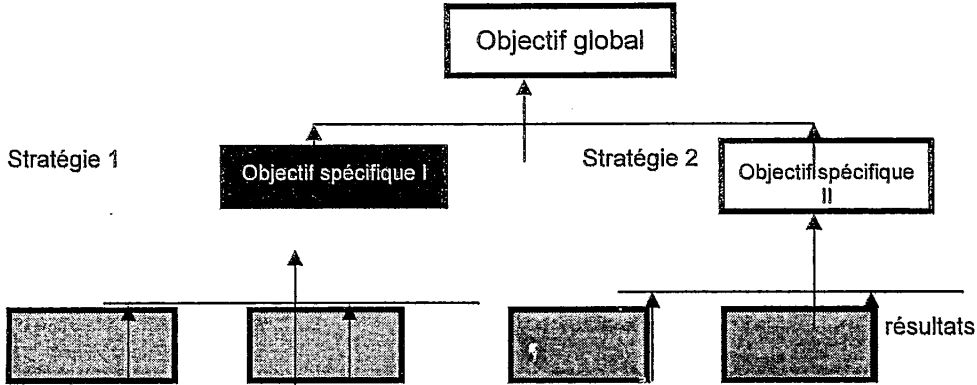 Objectif global
Stratégie 1
Objectif spécifique I
Stratégie 2
Objectif spécifique
II
résultats